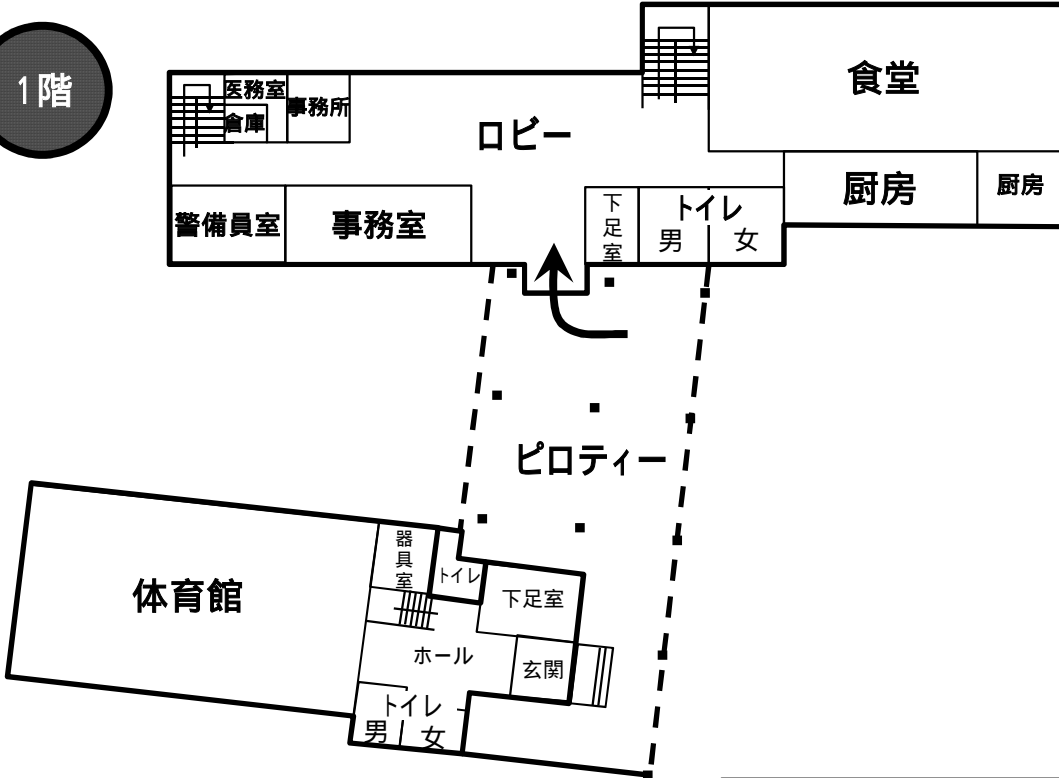 1階
食堂
医務室
事務所
倉庫
ロビー
厨房
厨房
下足室
トイレ
男
女
警備員室
事務室
ピロティー
器具室
トイレ
下足室
体育館
ホール
玄関
トイレ
男
女